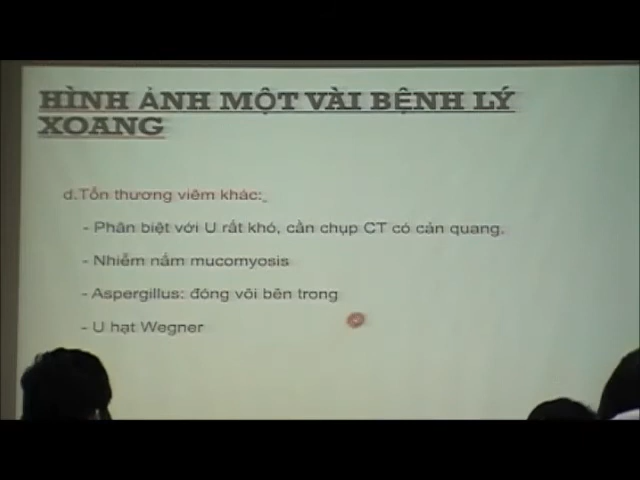 HÌNH ẢNH MỘT VÀI BỆNH LÝ
XOANG
d.Tổn thương viêm khác:
- Phân biệt với U rất khó, cần chụp CT có cản quang.
- Nhiễm nấm mucomyosis
- Aspergillus: đóng vôi bên trong
- U hạt Wegner